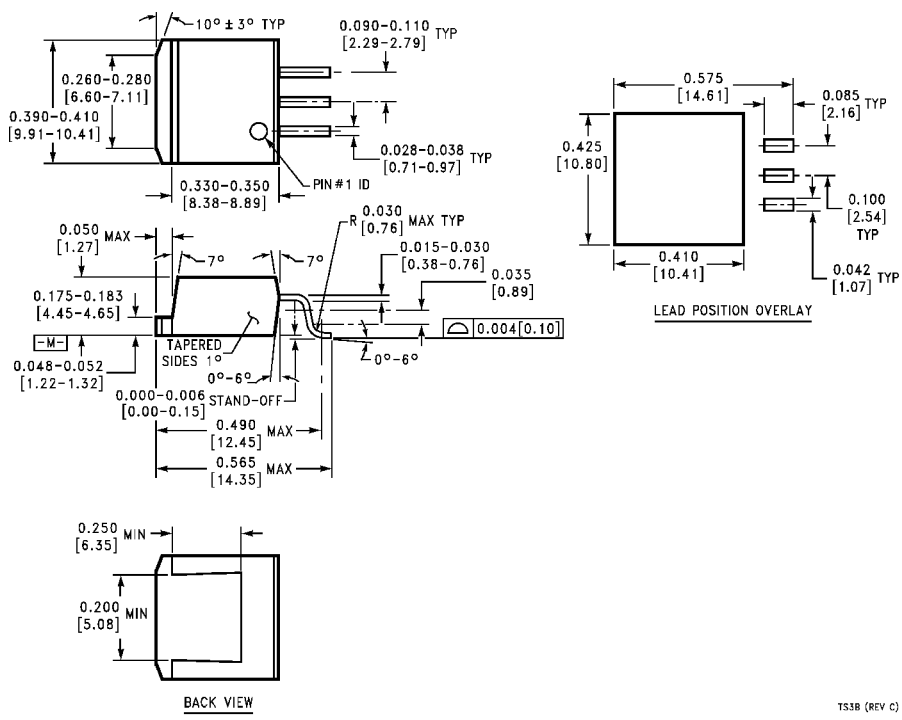 10° ± 3° TYP
0.090–0.110
[2.29–2.79] TYP
0.260–0.280
[6.60–7.11]
0.390–0.410
[9.91–10.41]
0.028–0.038
[0.71–0.97] TYP
PIN #1 ID
0.330–0.350
[8.38–8.89]
0.575
[14.61]
0.085
[2.16] TYP
0.425
[10.80]
0.100
[2.54]
TYP
0.410
[10.41]
0.042
[1.07] TYP
LEAD POSITION OVERLAY
0.050
[1.27] MAX
R 0.030
[0.76] MAX TYP
7°
7°
0.015–0.030
[0.38–0.76]
0.035
[0.89]
0.175–0.183
[4.45–4.65]
-M-
TAPERED
SIDES 1°
0.004[0.10]
0°–6°
0.048–0.052
[1.22–1.32]
0°–6°
0.000–0.006
[0.00–0.15] STAND-OFF
0.490
[12.45] MAX
0.565
[14.35] MAX
0.250
[6.35] MIN
0.200
[5.08] MIN
BACK VIEW
TS3B (REV C)